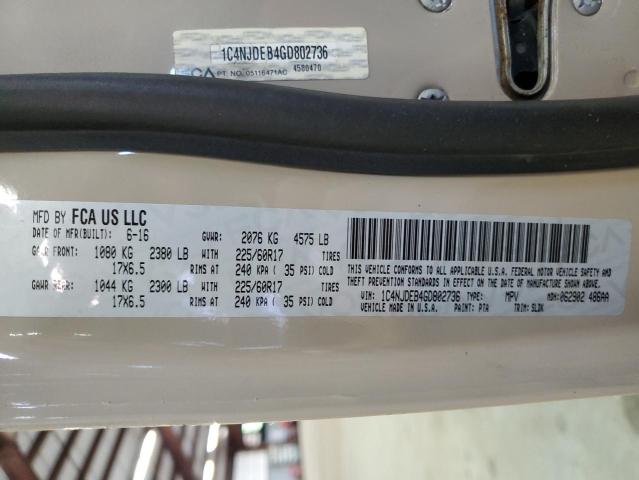 1C4NJDEB4GD802736
CA PT. NO. 05116471AC 4580470
MFD BY FCA US LLC
DATE OF MFR(BUILT): 6-16 GVWR: 2076 KG 4575 LB
GAWR FRONT: 1080 KG 2380 LB WITH 225/60R17 TIRES
17X6.5 RIMS AT 240 KPA ( 35 PSI) COLD
GAWR REAR: 1044 KG 2300 LB WITH 225/60R17 TIRES
17X6.5 RIMS AT 240 KPA ( 35 PSI) COLD
THIS VEHICLE CONFORMS TO ALL APPLICABLE U.S.A. FEDERAL MOTOR VEHICLE SAFETY AND
THEFT PREVENTION STANDARDS IN EFFECT ON THE DATE OF MANUFACTURE SHOWN ABOVE.
VIN: 1C4NJDEB4GD802736 TYPE: MPV MDH:062902 486AA
VEHICLE MADE IN U.S.A. PAINT: PTA TRIM: SLDK